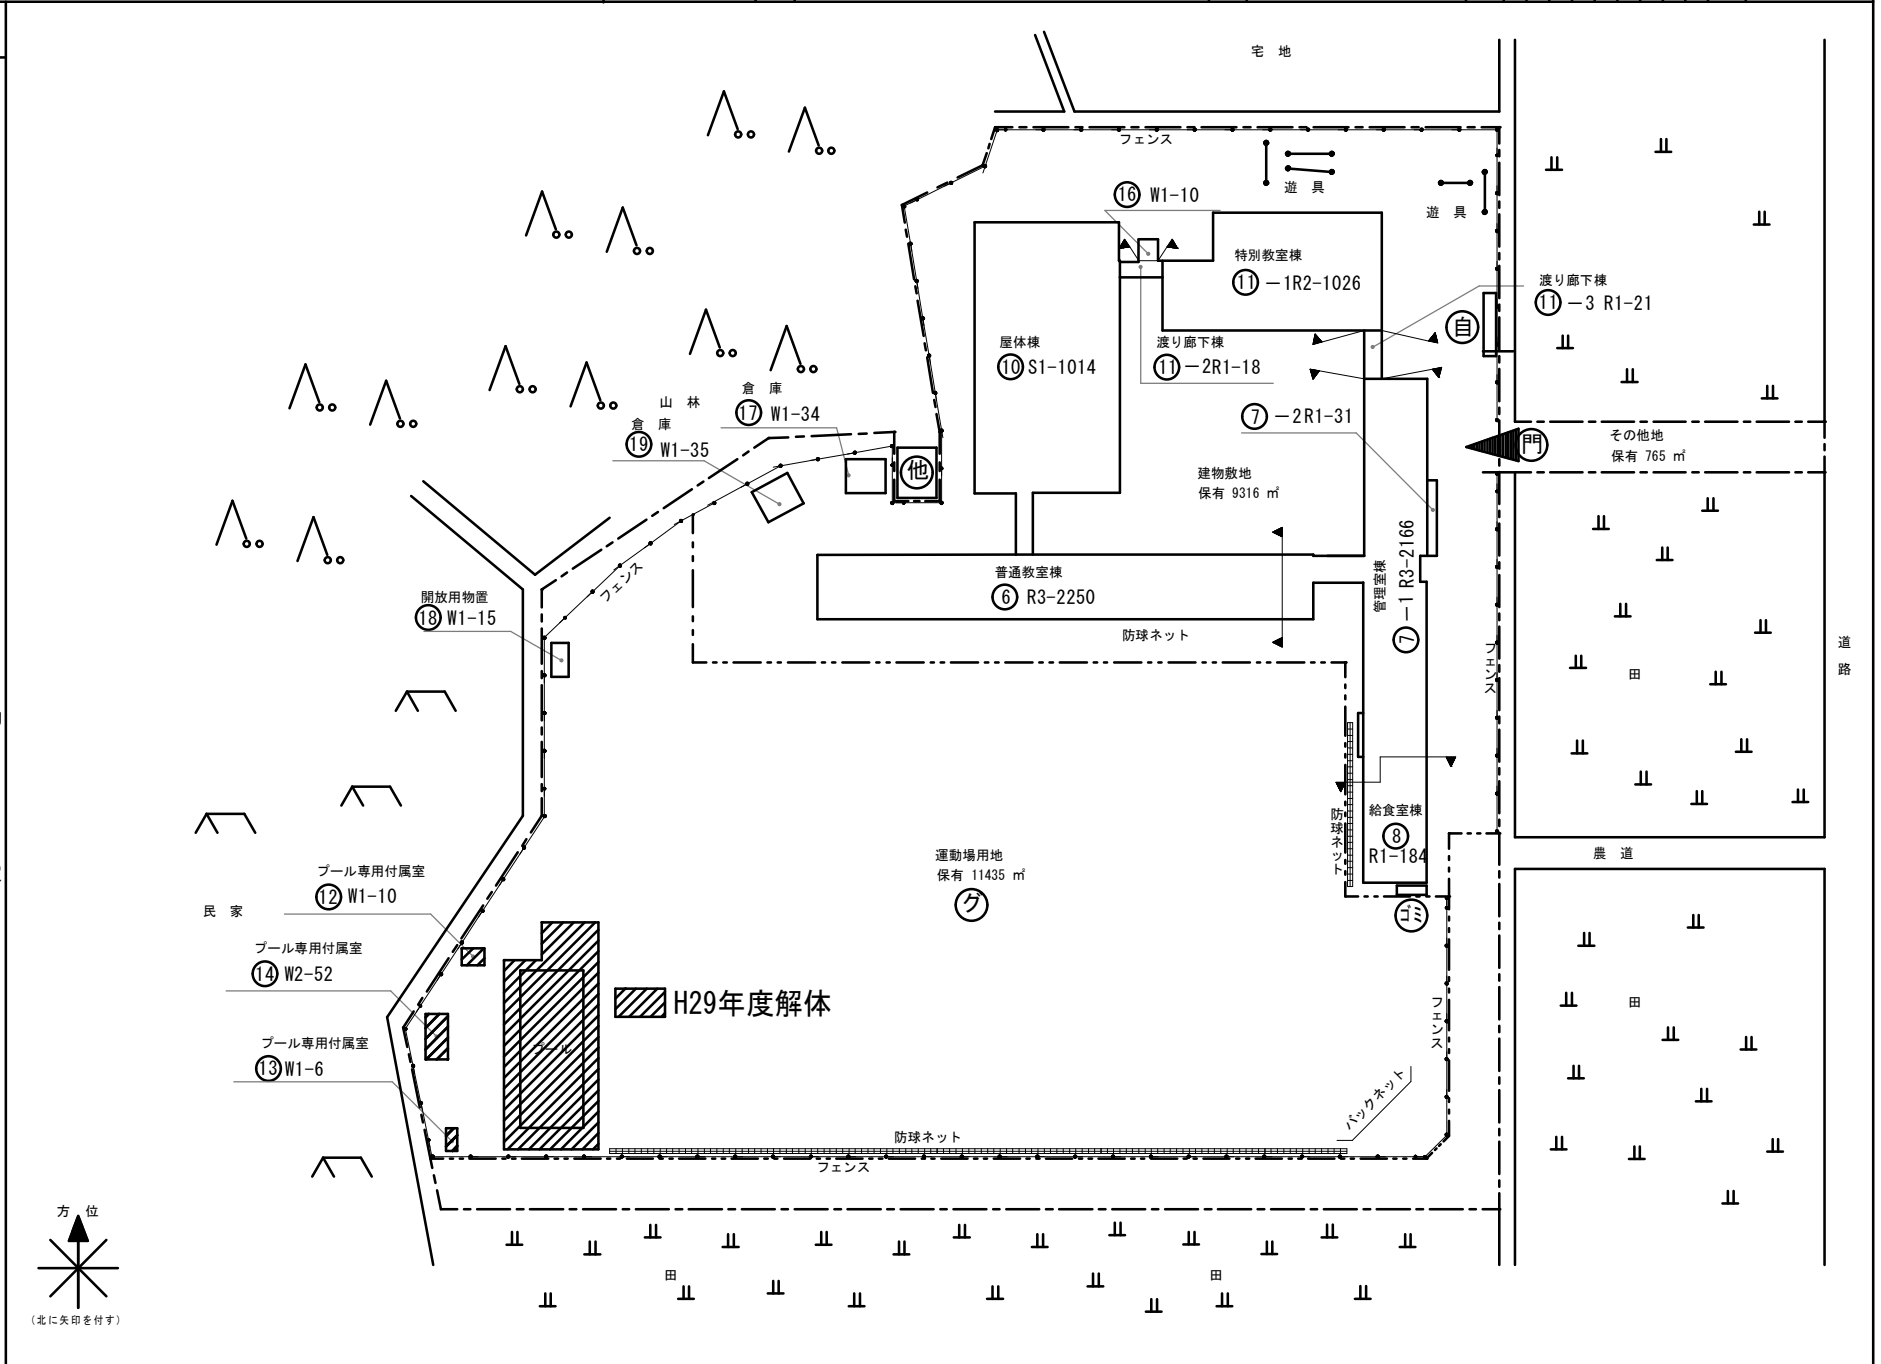 宅 地
フェンス
遊 具
遊 具
⑯ W1-10
特別教室棟
⑪ー1R2-1026
渡り廊下棟
⑪ー3 R1-21
自
屋体棟
⑩ S1-1014
渡り廊下棟
⑪ー2R1-18
倉 庫
⑰ W1-34
山 林
倉 庫
⑲ W1-35
⑦ー2R1-31
門
その他地
保有 765 ㎡
他
建物敷地
保有 9316 ㎡
管理室棟
⑦ー1 R3-2166
フェンス
普通教室棟
⑥ R3-2250
開放用物置
⑱ W1-15
防球ネット
フェンス
田
道路
防球ネット
給食室棟
⑧
R1-184
農 道
運動場用地
保有 11435 ㎡
グ
ゴミ
プール専用付属室
⑫ W1-10
民 家
プール専用付属室
⑭ W2-52
H29年度解体
田
フェンス
プール専用付属室
⑬ W1-6
プール
バックネット
防球ネット
フェンス
方 位
田
田
(北に矢印を付す)